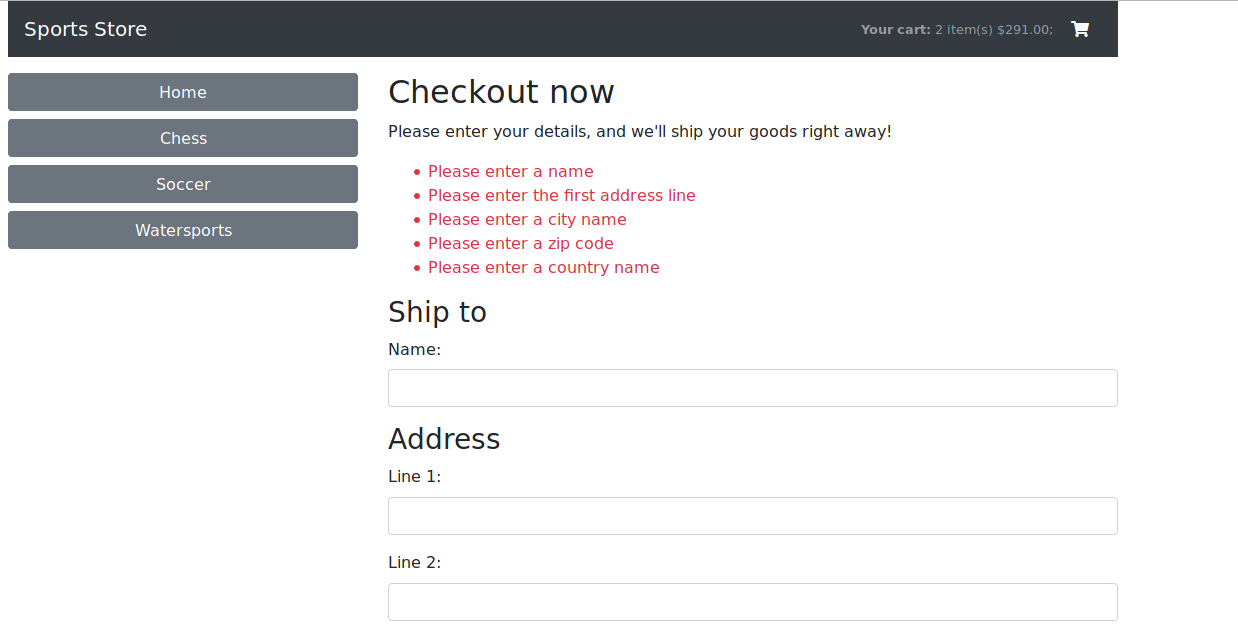 Sports Store
Your cart: 2 item(s) $291.00;
Home
Chess
Soccer
Watersports
Checkout now
Please enter your details, and we'll ship your goods right away!
Please enter a name
Please enter the first address line
Please enter a city name
Please enter a zip code
Please enter a country name
Ship to
Name:
Address
Line 1:
Line 2: